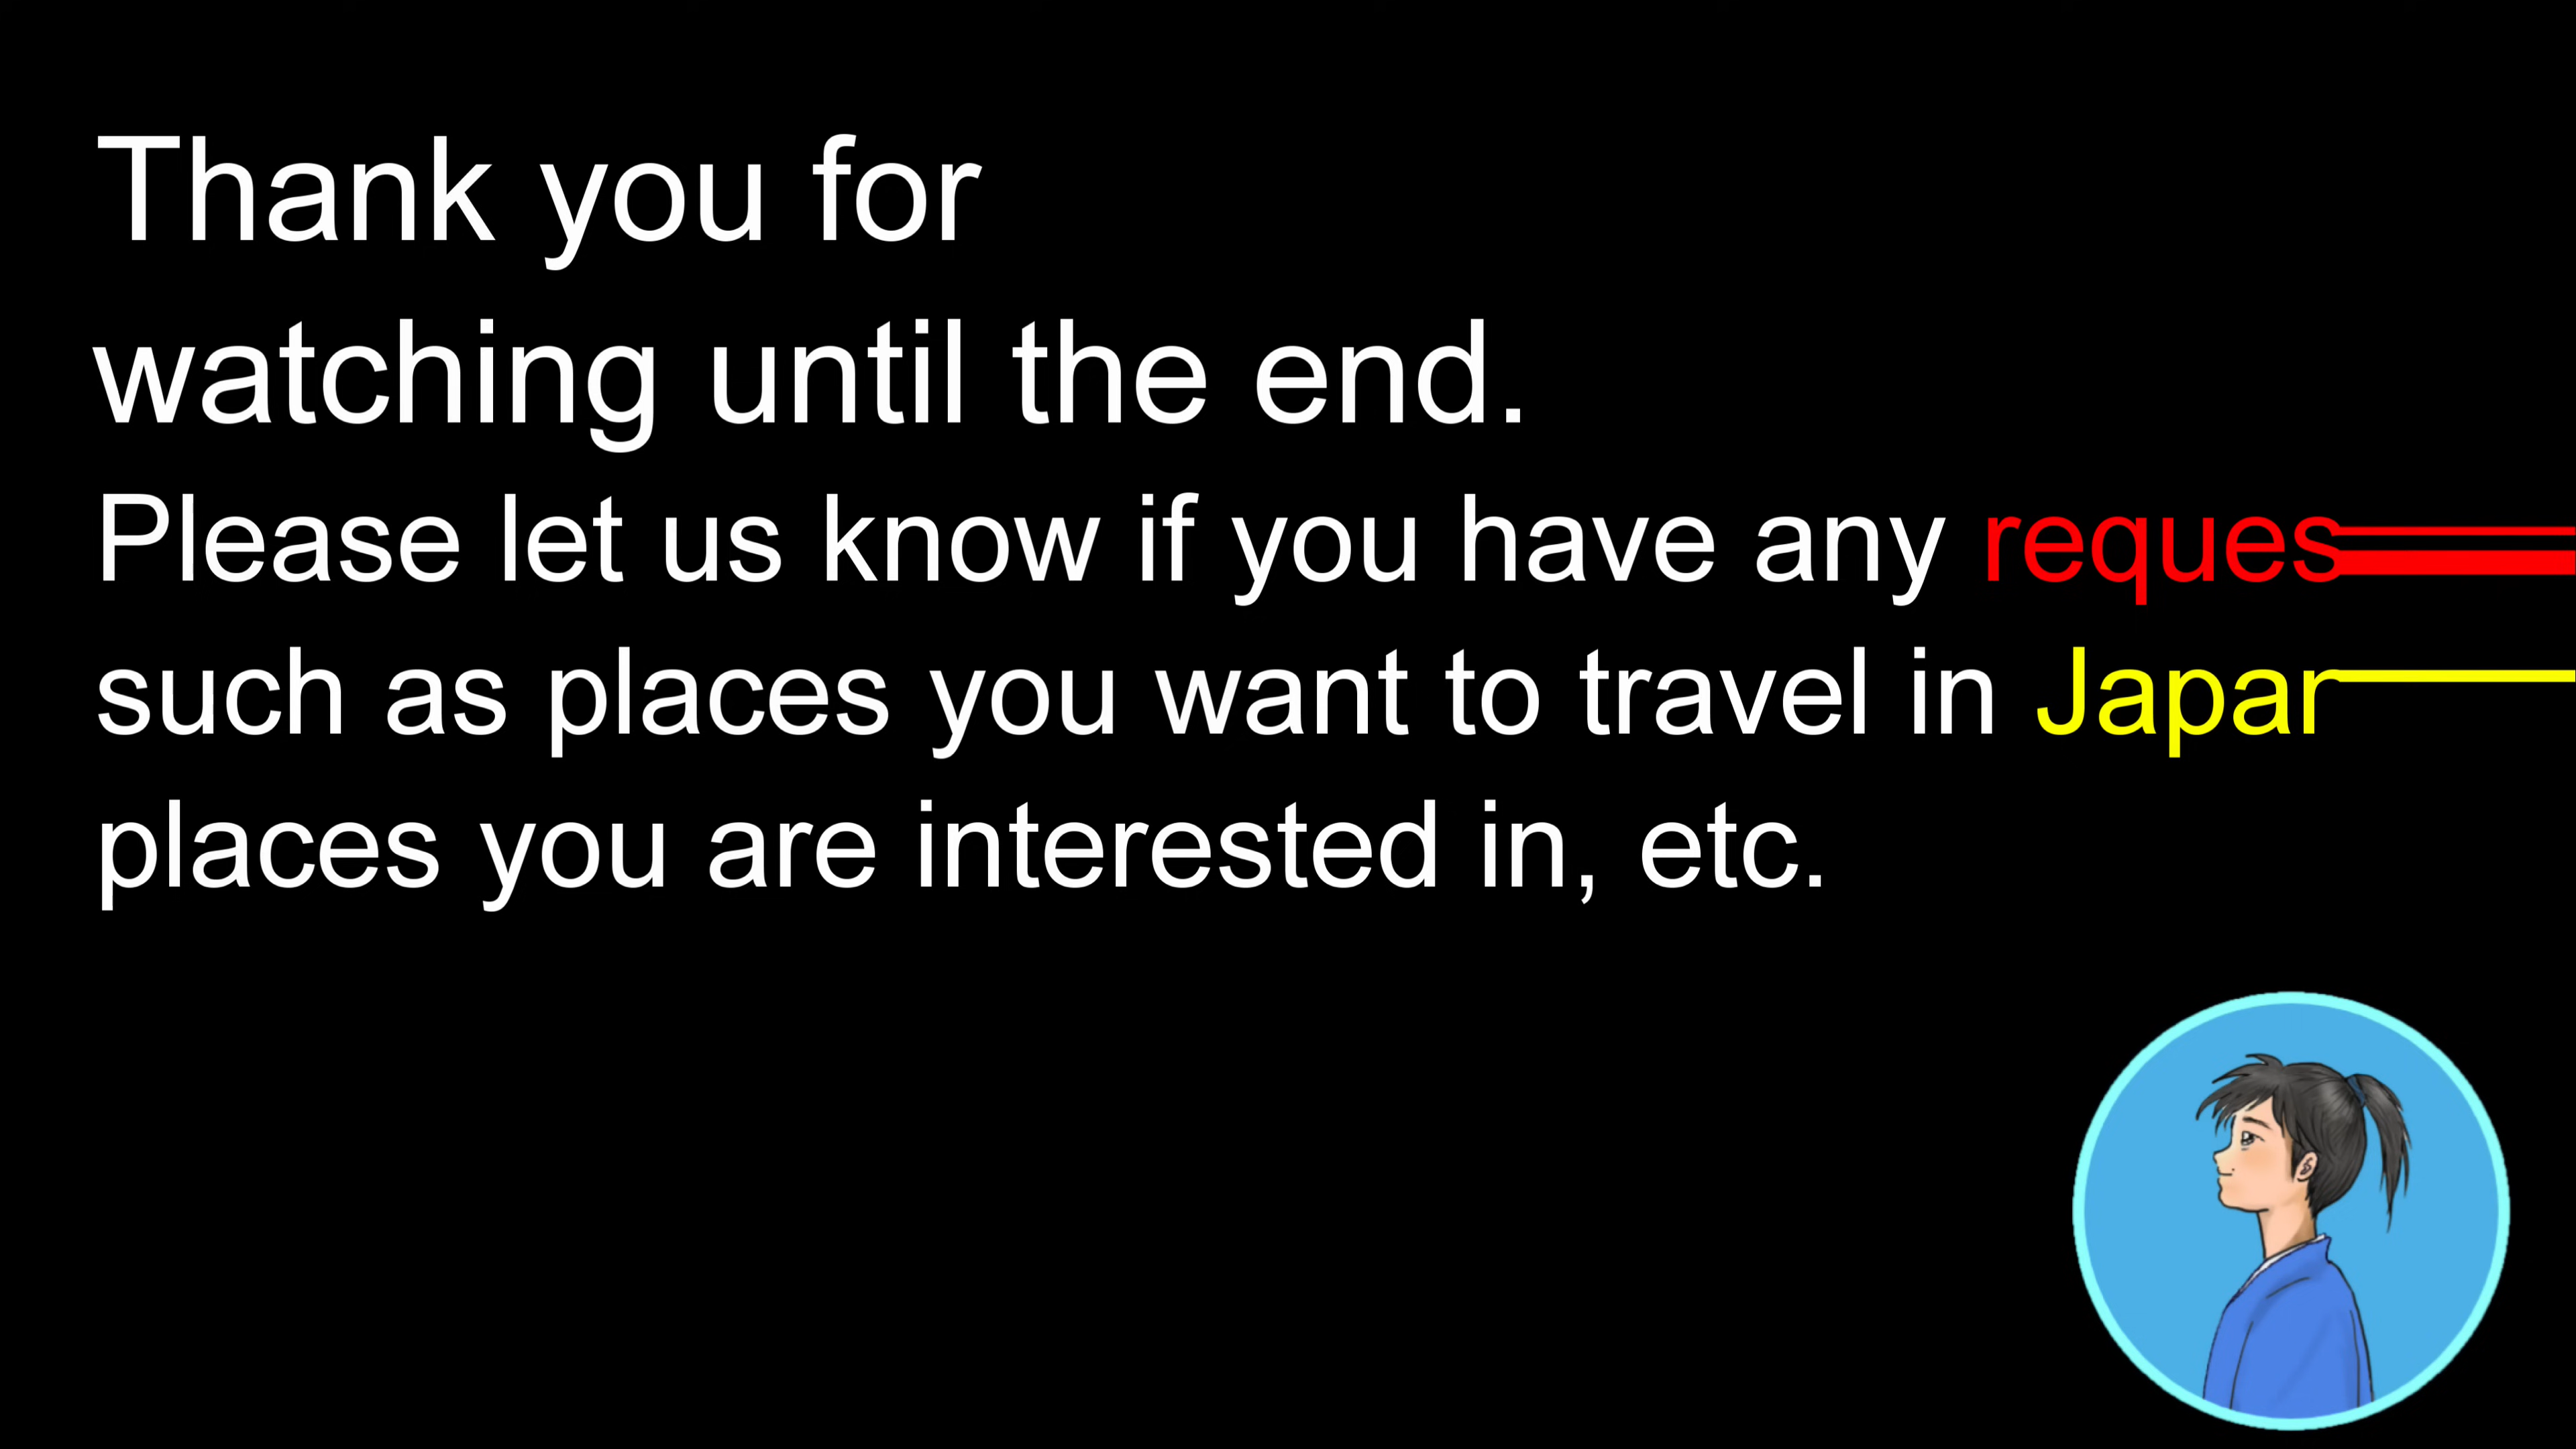 Thank you for
watching until the end.
Please let us know if you have any reques
such as places you want to travel in Japan
places you are interested in, etc.